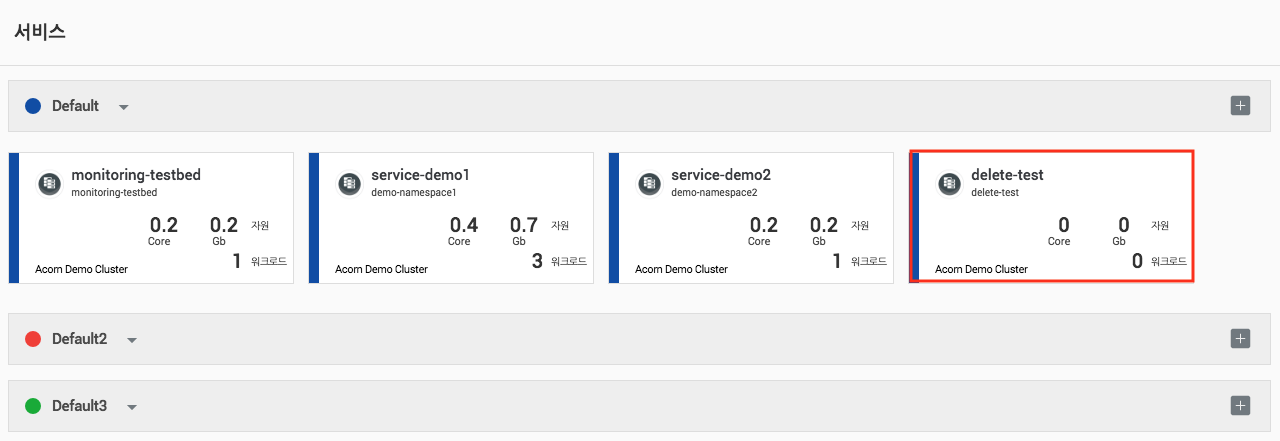 서비스
Default
monitoring-testbed
monitoring-testbed
0.2 0.2 자원
Core Gb
1 워크로드
Acorn Demo Cluster
service-demo1
demo-namespace1
0.4 0.7 자원
Core Gb
3 워크로드
Acorn Demo Cluster
service-demo2
demo-namespace2
0.2 0.2 자원
Core Gb
1 워크로드
Acorn Demo Cluster
delete-test
delete-test
0 0 자원
Core Gb
0 워크로드
Acorn Demo Cluster
Default2
Default3